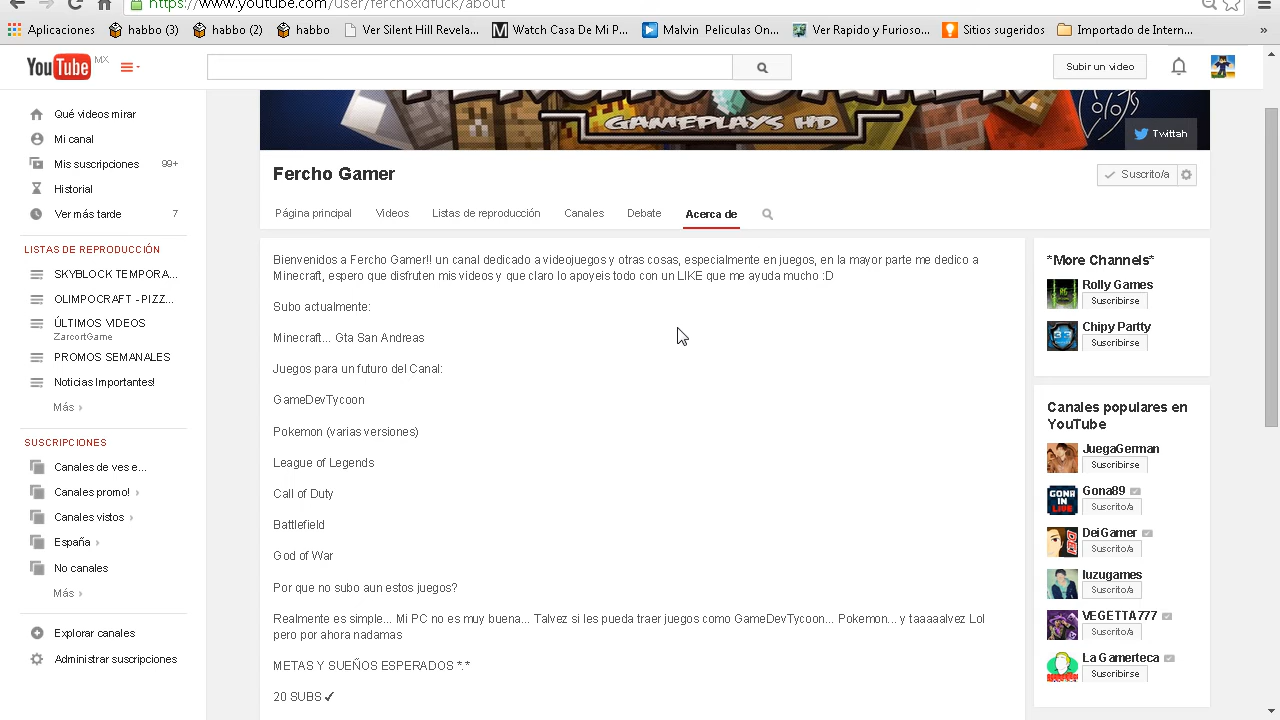 https://www.youtube.com/user/ferchoxdfuck/about
Aplicaciones habbo (3) habbo (2) habbo Ver Silent Hill Revela... Watch Casa De Mi P... Malvin Peliculas On... Ver Rapido y Furioso... Sitios sugeridos Importado de Intern... »
YouTube MX
Subir un video
Qué videos mirar
Mi canal
Mis suscripciones 99+
Historial
Ver más tarde 7
LISTAS DE REPRODUCCIÓN
SKYBLOCK TEMPORA...
OLIMPOCRAFT - PIZZ...
ÚLTIMOS VIDEOS
ZarcortGame
PROMOS SEMANALES
Noticias Importantes!
Más ›
SUSCRIPCIONES
Canales de ves e...
Canales promo! ›
Canales vistos ›
España ›
No canales
Más ›
Explorar canales
Administrar suscripciones
FERCHO GAMER
GAMEPLAYS HD
Twittah
Fercho Gamer
Suscrito/a
Página principal Videos Listas de reproducción Canales Debate Acerca de
Bienvenidos a Fercho Gamer!! un canal dedicado a videojuegos y otras cosas, especialmente en juegos, en la mayor parte me dedico a
Minecraft, espero que disfruten mis videos y que claro lo apoyeis todo con un LIKE que me ayuda mucho :D
Subo actualmente:
Minecraft... Gta San Andreas
Juegos para un futuro del Canal:
GameDevTycoon
Pokemon (varias versiones)
League of Legends
Call of Duty
Battlefield
God of War
Por que no subo aun estos juegos?
Realmente es que... Mi PC no es muy buena... Talvez si les pueda traer juegos como GameDevTycoon... Pokemon... y taaaaalvez Lol
pero por ahora nadamas
METAS Y SUEÑOS ESPERADOS *-*
20 SUBS ✓
*More Channels*
Rolly Games
Suscribirse
Chipy Partty
Suscribirse
Canales populares en
YouTube
JuegaGerman
Suscribirse
Gona89
Suscrito/a
DeiGamer
Suscrito/a
luzugames
Suscrito/a
VEGETTA777
Suscrito/a
La Gamerteca
Suscribirse